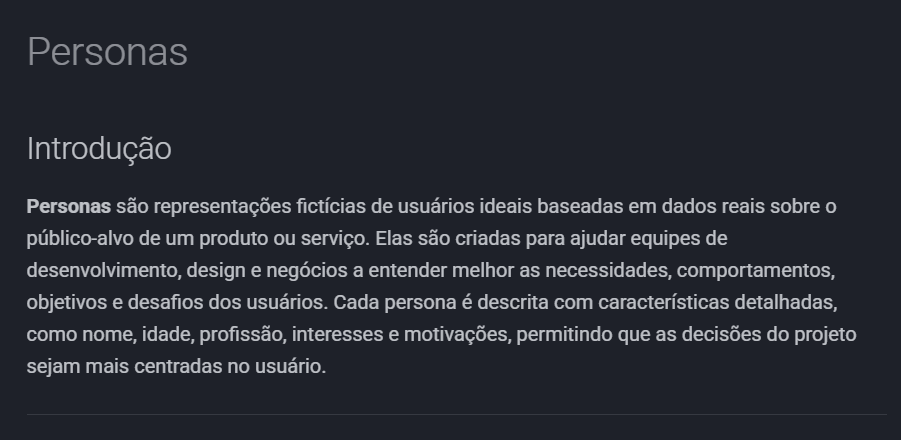 Personas
Introdução
Personas são representações fictícias de usuários ideais baseadas em dados reais sobre o
público-alvo de um produto ou serviço. Elas são criadas para ajudar equipes de
desenvolvimento, design e negócios a entender melhor as necessidades, comportamentos,
objetivos e desafios dos usuários. Cada persona é descrita com características detalhadas,
como nome, idade, profissão, interesses e motivações, permitindo que as decisões do projeto
sejam mais centradas no usuário.